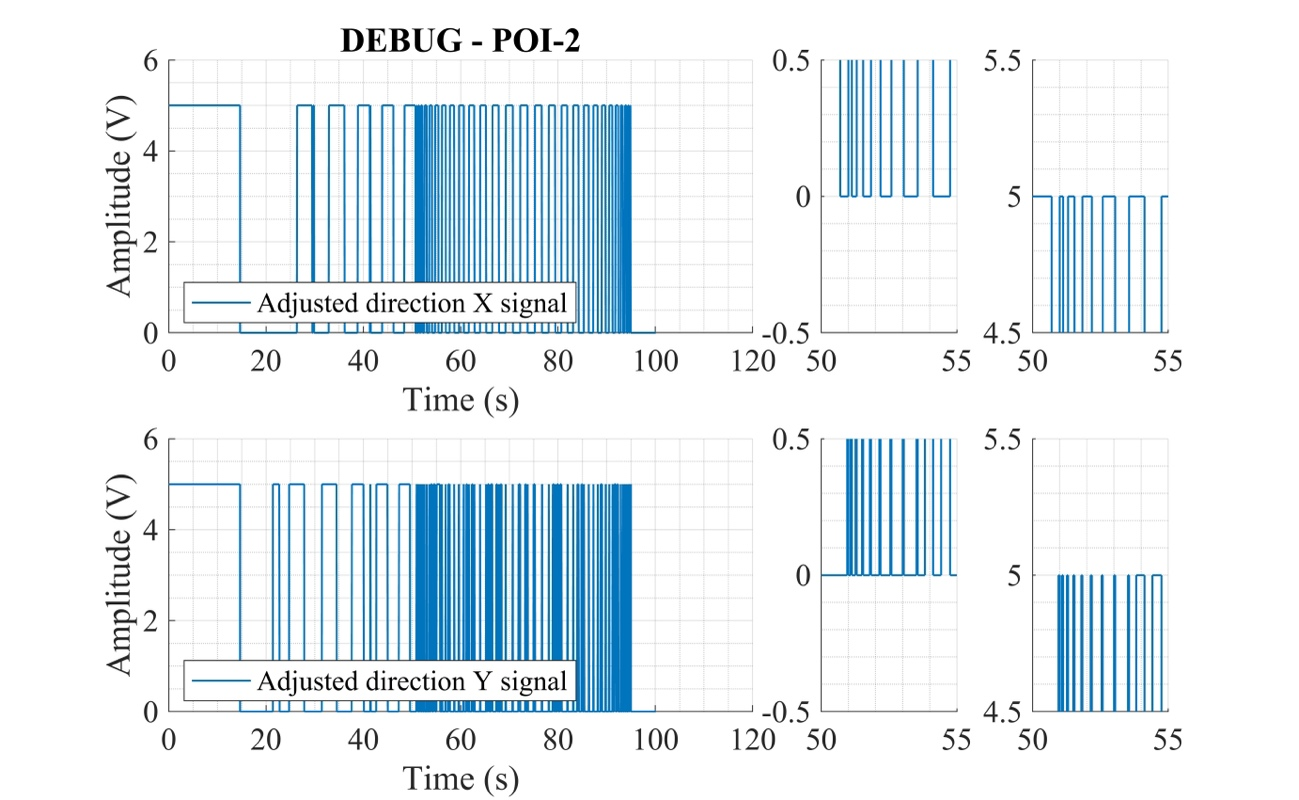 DEBUG - POI-2
6
4
2
0
Amplitude (V)
Adjusted direction X signal
0 20 40 60 80 100 120
Time (s)
0.5
0
-0.5
50 55
5.5
5
4.5
50 55
6
4
2
0
Amplitude (V)
Adjusted direction Y signal
0 20 40 60 80 100 120
Time (s)
0.5
0
-0.5
50 55
5.5
5
4.5
50 55